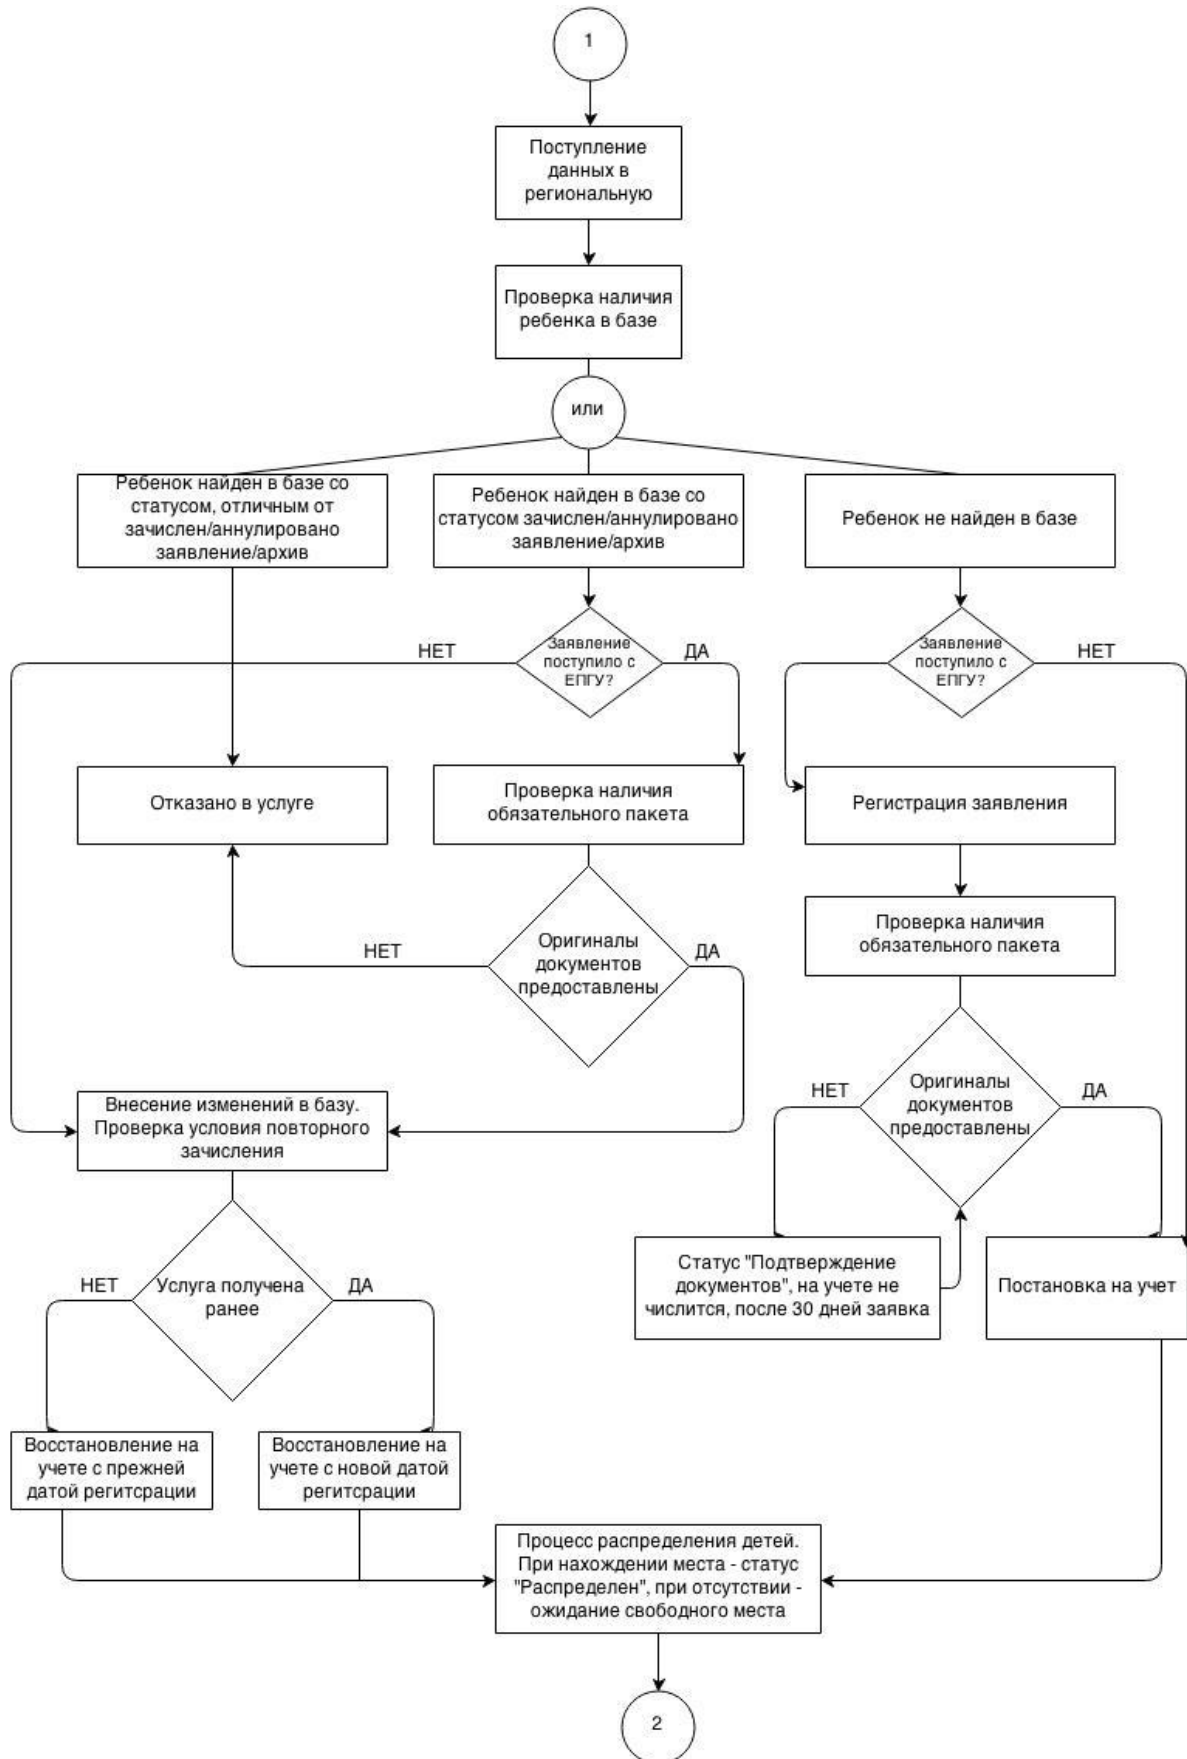 1
Поступление
данных в
региональную
Проверка наличия
ребенка в базе
или
Ребенок найден в базе со
статусом, отличным от
зачислен/аннулировано
заявление/архив
Ребенок найден в базе со
статусом зачислен/аннулировано
заявление/архив
Ребенок не найден в базе
НЕТ
Заявление
поступило с
ЕПГУ?
ДА
Заявление
поступило с
ЕПГУ?
НЕТ
Отказано в услуге
Проверка наличия
обязательного пакета
Регистрация заявления
НЕТ
Оригиналы
документов
предоставлены
ДА
Проверка наличия
обязательного пакета
НЕТ
Оригиналы
документов
предоставлены
ДА
Внесение изменений в базу.
Проверка условия повторного
зачисления
НЕТ
Услуга получена
ранее
ДА
Статус "Подтверждение
документов", на учете не
числится, после 30 дней заявка
Постановка на учет
Восстановление на
учете с прежней
датой регитсрации
Восстановление на
учете с новой датой
регитсрации
Процесс распределения детей.
При нахождении места - статус
"Распределен", при отсутствии -
ожидание свободного места
2